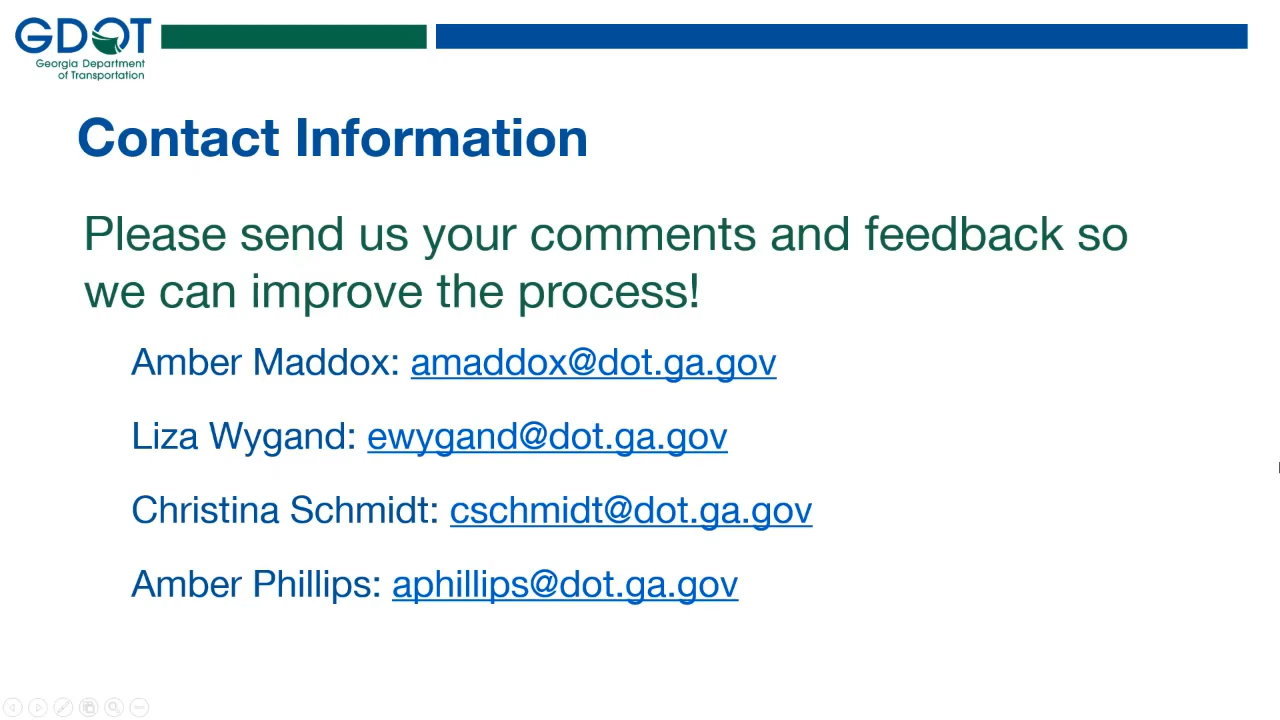 GDOT
Georgia Department
of Transportation
Contact Information
Please send us your comments and feedback so
we can improve the process!
Amber Maddox: amaddox@dot.ga.gov
Liza Wygand: ewygand@dot.ga.gov
Christina Schmidt: cschmidt@dot.ga.gov
Amber Phillips: aphillips@dot.ga.gov